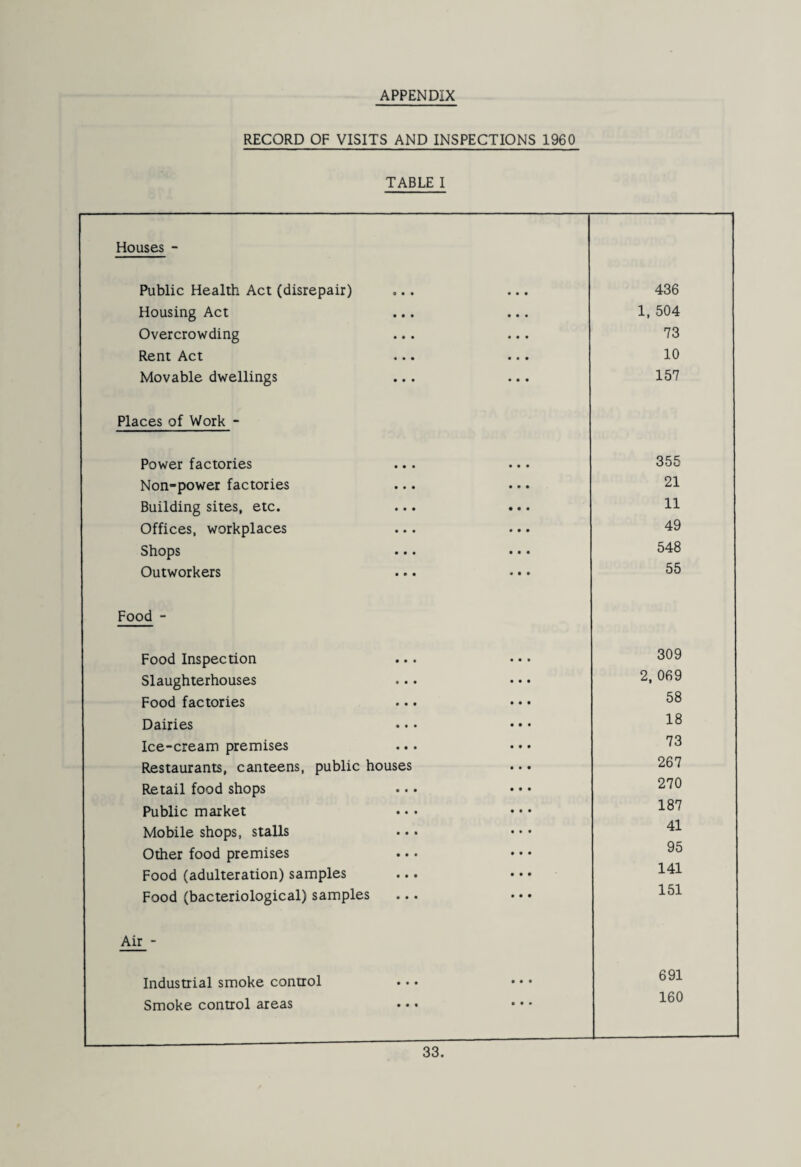 APPENDIX
RECORD OF VISITS AND INSPECTIONS 1960
TABLE I
Houses -
Public Health Act (disrepair) ... ... 436
Housing Act ... ... 1, 504
Overcrowding ... ... 73
Rent Act ... ... 10
Movable dwellings ... ... 157
Places of Work -
Power factories ... ... 355
Non-power factories ... ... 21
Building sites, etc. ... ... 11
Offices, workplaces ... ... 49
Shops ... ... 548
Outworkers ... ... 55
Food -
Food Inspection ... ... 309
Slaughterhouses ... ... 2, 069
Food factories ... ... 58
Dairies ... ... 18
Ice-cream premises ... ... 73
Restaurants, canteens, public houses ... 267
Retail food shops ... ... 270
Public market ... ... 187
Mobile shops, stalls ... ... 41
Other food premises ... ... 95
Food (adulteration) samples ... ... 141
Food (bacteriological) samples ... ... 151
Air -
Industrial smoke control ... ... 691
Smoke control areas ... ... 160
33.